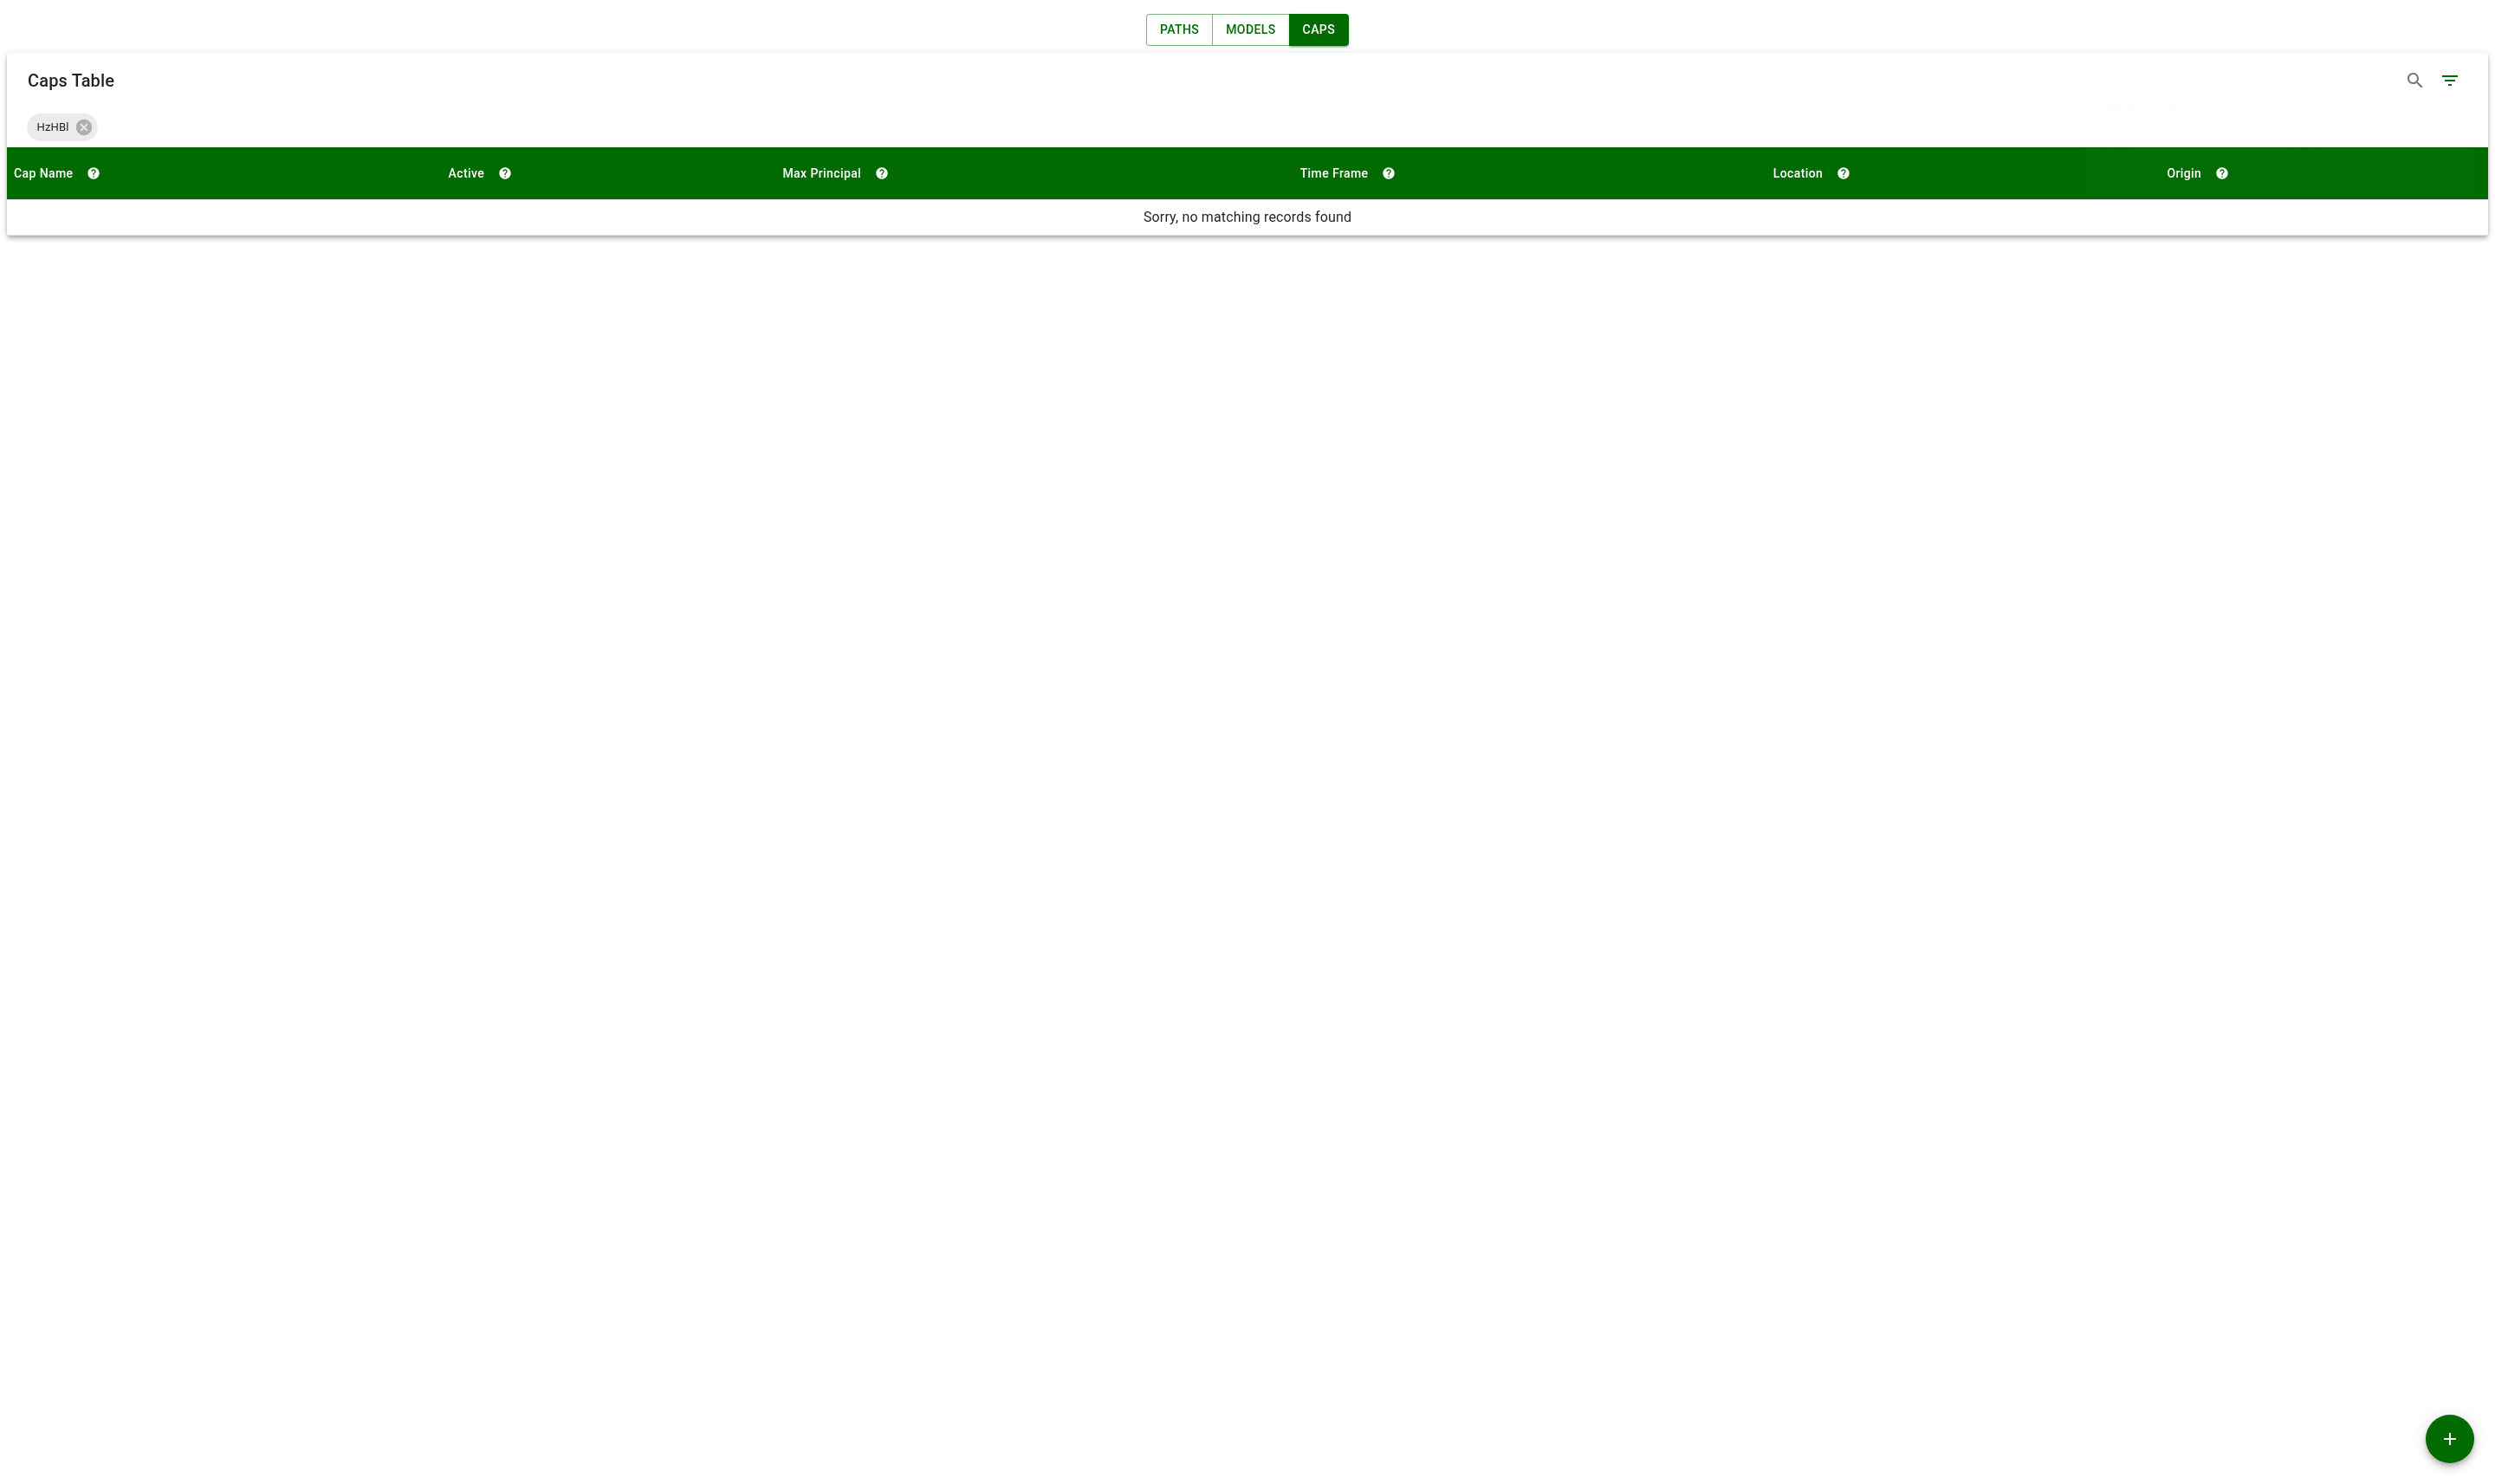 PATHS MODELS CAPS
Caps Table
HzHBl
Cap Name Active Max Principal Time Frame Location Origin
Sorry, no matching records found